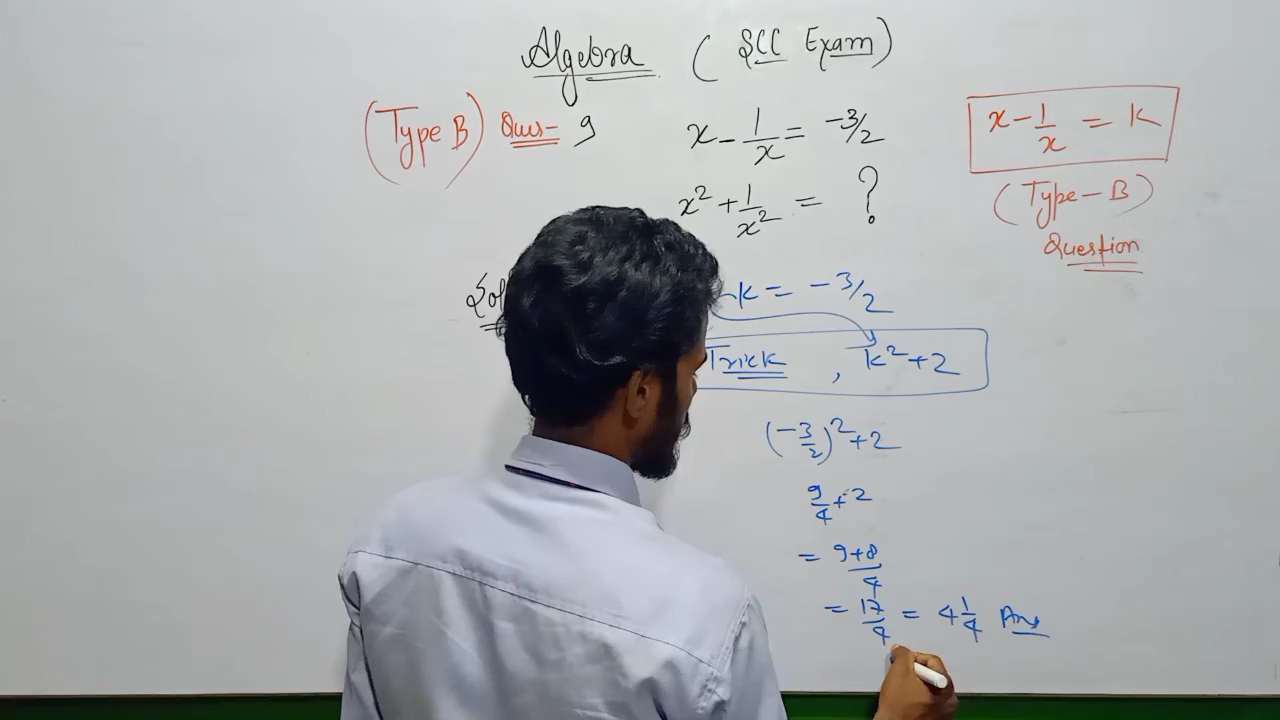 Algebra ( SCC Exam)
(Type B) Ques- 9 x - 1/x = -3/2
x² + 1/x² = ?
x - 1/x = k
(Type-B)
Question
Sol
k = -3/2
Trick , k² + 2
(-3/2)² + 2
9/4 + 2
= 9+8/4
= 17/4 = 4 1/4 Ans